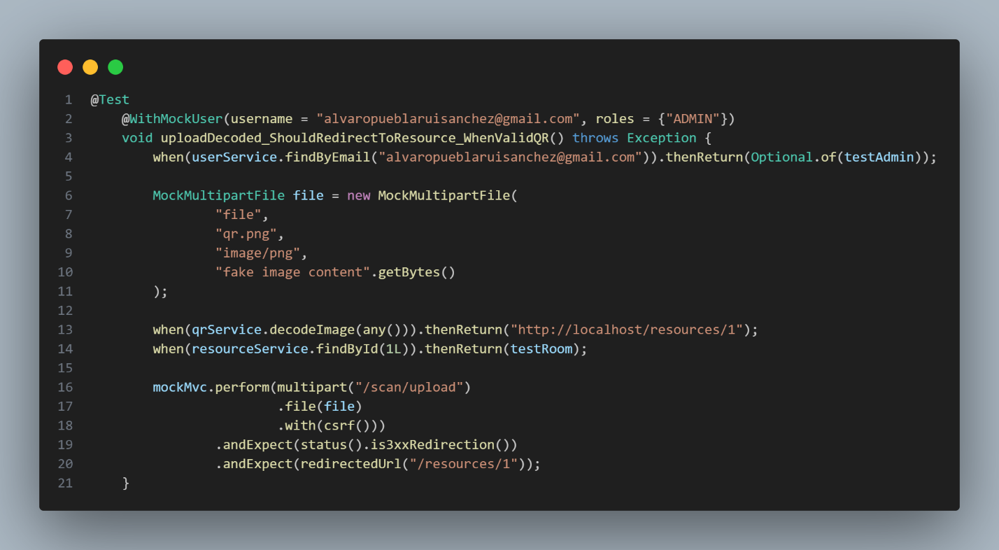 1 @Test
2 @WithMockUser(username = "alvaropueblaruisanchez@gmail.com", roles = {"ADMIN"})
3 void uploadDecoded_ShouldRedirectToResource_WhenValidQR() throws Exception {
4 when(userService.findByEmail("alvaropueblaruisanchez@gmail.com")).thenReturn(Optional.of(testAdmin));
5
6 MockMultipartFile file = new MockMultipartFile(
7 "file",
8 "qr.png",
9 "image/png",
10 "fake image content".getBytes()
11 );
12
13 when(qrService.decodeImage(any())).thenReturn("http://localhost/resources/1");
14 when(resourceService.findById(1L)).thenReturn(testRoom);
15
16 mockMvc.perform(multipart("/scan/upload")
17 .file(file)
18 .with(csrf()))
19 .andExpect(status().is3xxRedirection())
20 .andExpect(redirectedUrl("/resources/1"));
21 }